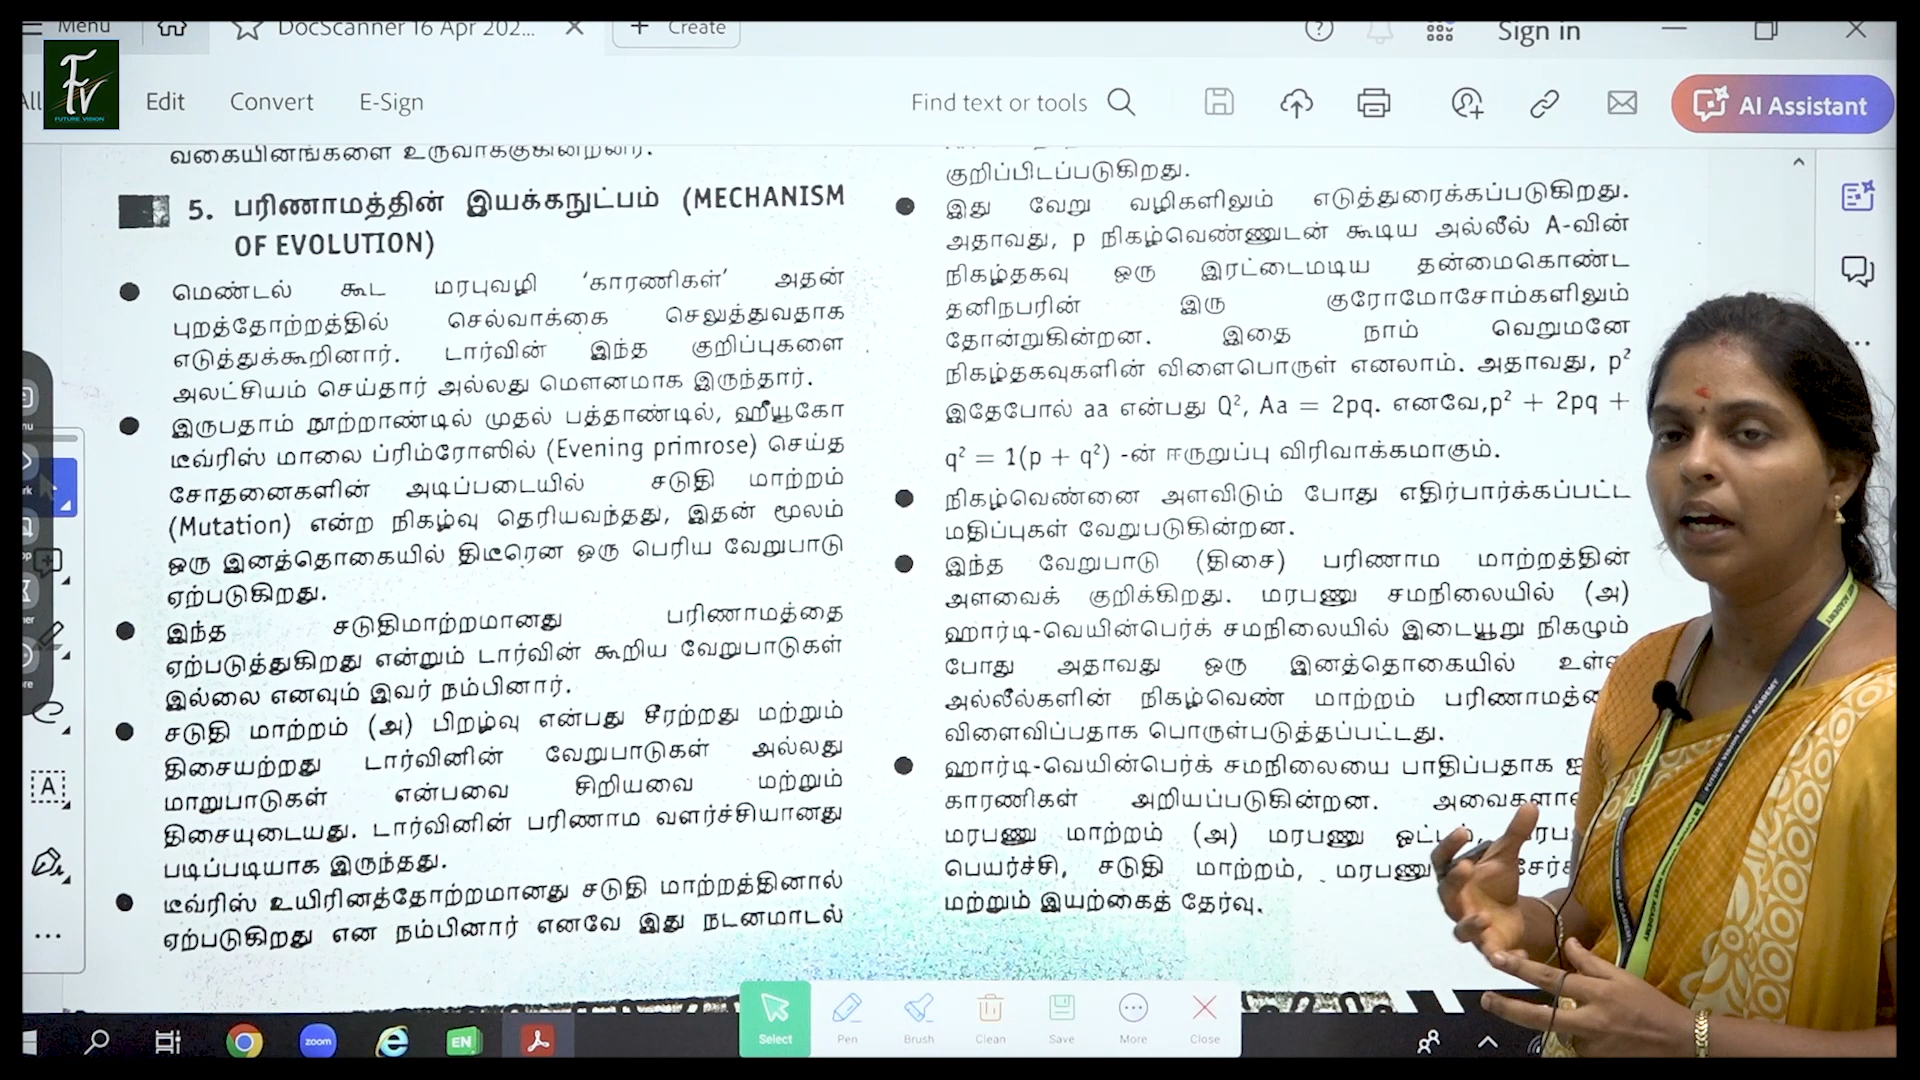 Menu
DocScanner 16 Apr 202...
Create
Sign in
FV
FUTURE VISION
All
Edit
Convert
E-Sign
Find text or tools
AI Assistant
வகையினங்களை உருவாக்குகின்றனர்.
5. பரிணாமத்தின் இயக்கநுட்பம் (MECHANISM
OF EVOLUTION)
மெண்டல் கூட மரபுவழி ‘காரணிகள்’ அதன்
புறத்தோற்றத்தில் செல்வாக்கை செலுத்துவதாக
எடுத்துக்கூறினார். டார்வின் இந்த குறிப்புகளை
அலட்சியம் செய்தார் அல்லது மௌனமாக இருந்தார்.
இருபதாம் நூற்றாண்டில் முதல் பத்தாண்டில், ஹீயூகோ
டீவ்ரிஸ் மாலை ப்ரிம்ரோஸில் (Evening primrose) செய்த
சோதனைகளின் அடிப்படையில் சடுதி மாற்றம்
(Mutation) என்ற நிகழ்வு தெரியவந்தது, இதன் மூலம்
ஒரு இனத்தொகையில் திடீரென ஒரு பெரிய வேறுபாடு
ஏற்படுகிறது.
இந்த சடுதிமாற்றமானது பரிணாமத்தை
ஏற்படுத்துகிறது என்றும் டார்வின் கூறிய வேறுபாடுகள்
இல்லை எனவும் இவர் நம்பினார்.
சடுதி மாற்றம் (அ) பிறழ்வு என்பது சீரற்றது மற்றும்
திசையற்றது டார்வினின் வேறுபாடுகள் அல்லது
மாறுபாடுகள் என்பவை சிறியவை மற்றும்
திசையுடையது. டார்வினின் பரிணாம வளர்ச்சியானது
படிப்படியாக இருந்தது.
டீவ்ரிஸ் உயிரினத்தோற்றமானது சடுதி மாற்றத்தினால்
ஏற்படுகிறது என நம்பினார் எனவே இது நடனமாடல்
குறிப்பிடப்படுகிறது.
இது வேறு வழிகளிலும் எடுத்துரைக்கப்படுகிறது.
அதாவது, p நிகழ்வெண்ணுடன் கூடிய அல்லீல் A-வின்
நிகழ்தகவு ஒரு இரட்டைமடிய தன்மைகொண்ட
தனிநபரின் இரு குரோமோசோம்களிலும்
தோன்றுகின்றன. இதை நாம் வெறுமனே
நிகழ்தகவுகளின் விளைபொருள் எனலாம். அதாவது, p²
இதேபோல் aa என்பது Q², Aa = 2pq. எனவே,p² + 2pq +
q² = 1(p + q²) -ன் ஈருறுப்பு விரிவாக்கமாகும்.
நிகழ்வெண்னை அளவிடும் போது எதிர்பார்க்கப்பட்ட
மதிப்புகள் வேறுபடுகின்றன.
இந்த வேறுபாடு (திசை) பரிணாம மாற்றத்தின்
அளவைக் குறிக்கிறது. மரபணு சமநிலையில் (அ)
ஹார்டி-வெயின்பெர்க் சமநிலையில் இடையூறு நிகழும்
போது அதாவது ஒரு இனத்தொகையில்
அல்லீல்களின் நிகழ்வெண் மாற்றம்
விளைவிப்பதாக பொருள்படுத்தப்பட்டது.
ஹார்டி-வெயின்பெர்க் சமநிலையை பாதிப்பதாக
காரணிகள் அறியப்படுகின்றன.
மரபணு மாற்றம் (அ) மரபணு
பெயர்ச்சி, சடுதி மாற்றம்,
மற்றும் இயற்கைத் தேர்வு.
zoom
EN
Select
Pen
Brush
Clean
Save
More
Close